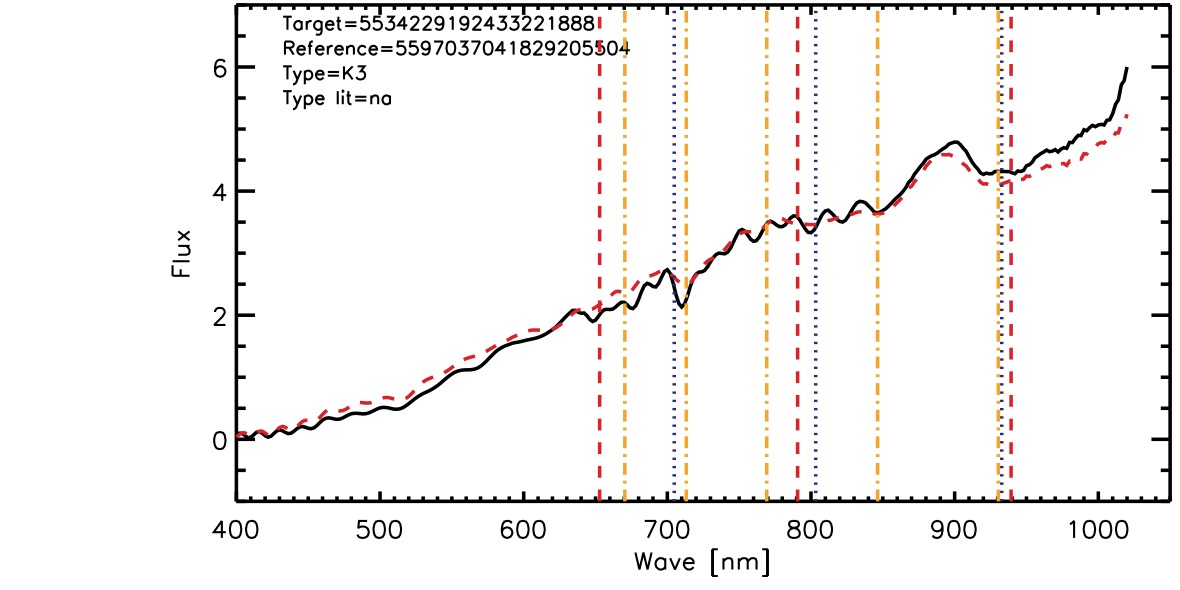 Target=5534229192433221888
Reference=5597037041829205504
Type=K3
Type lit=na
6
4
2
0
Flux
400 500 600 700 800 900 1000
Wave [nm]